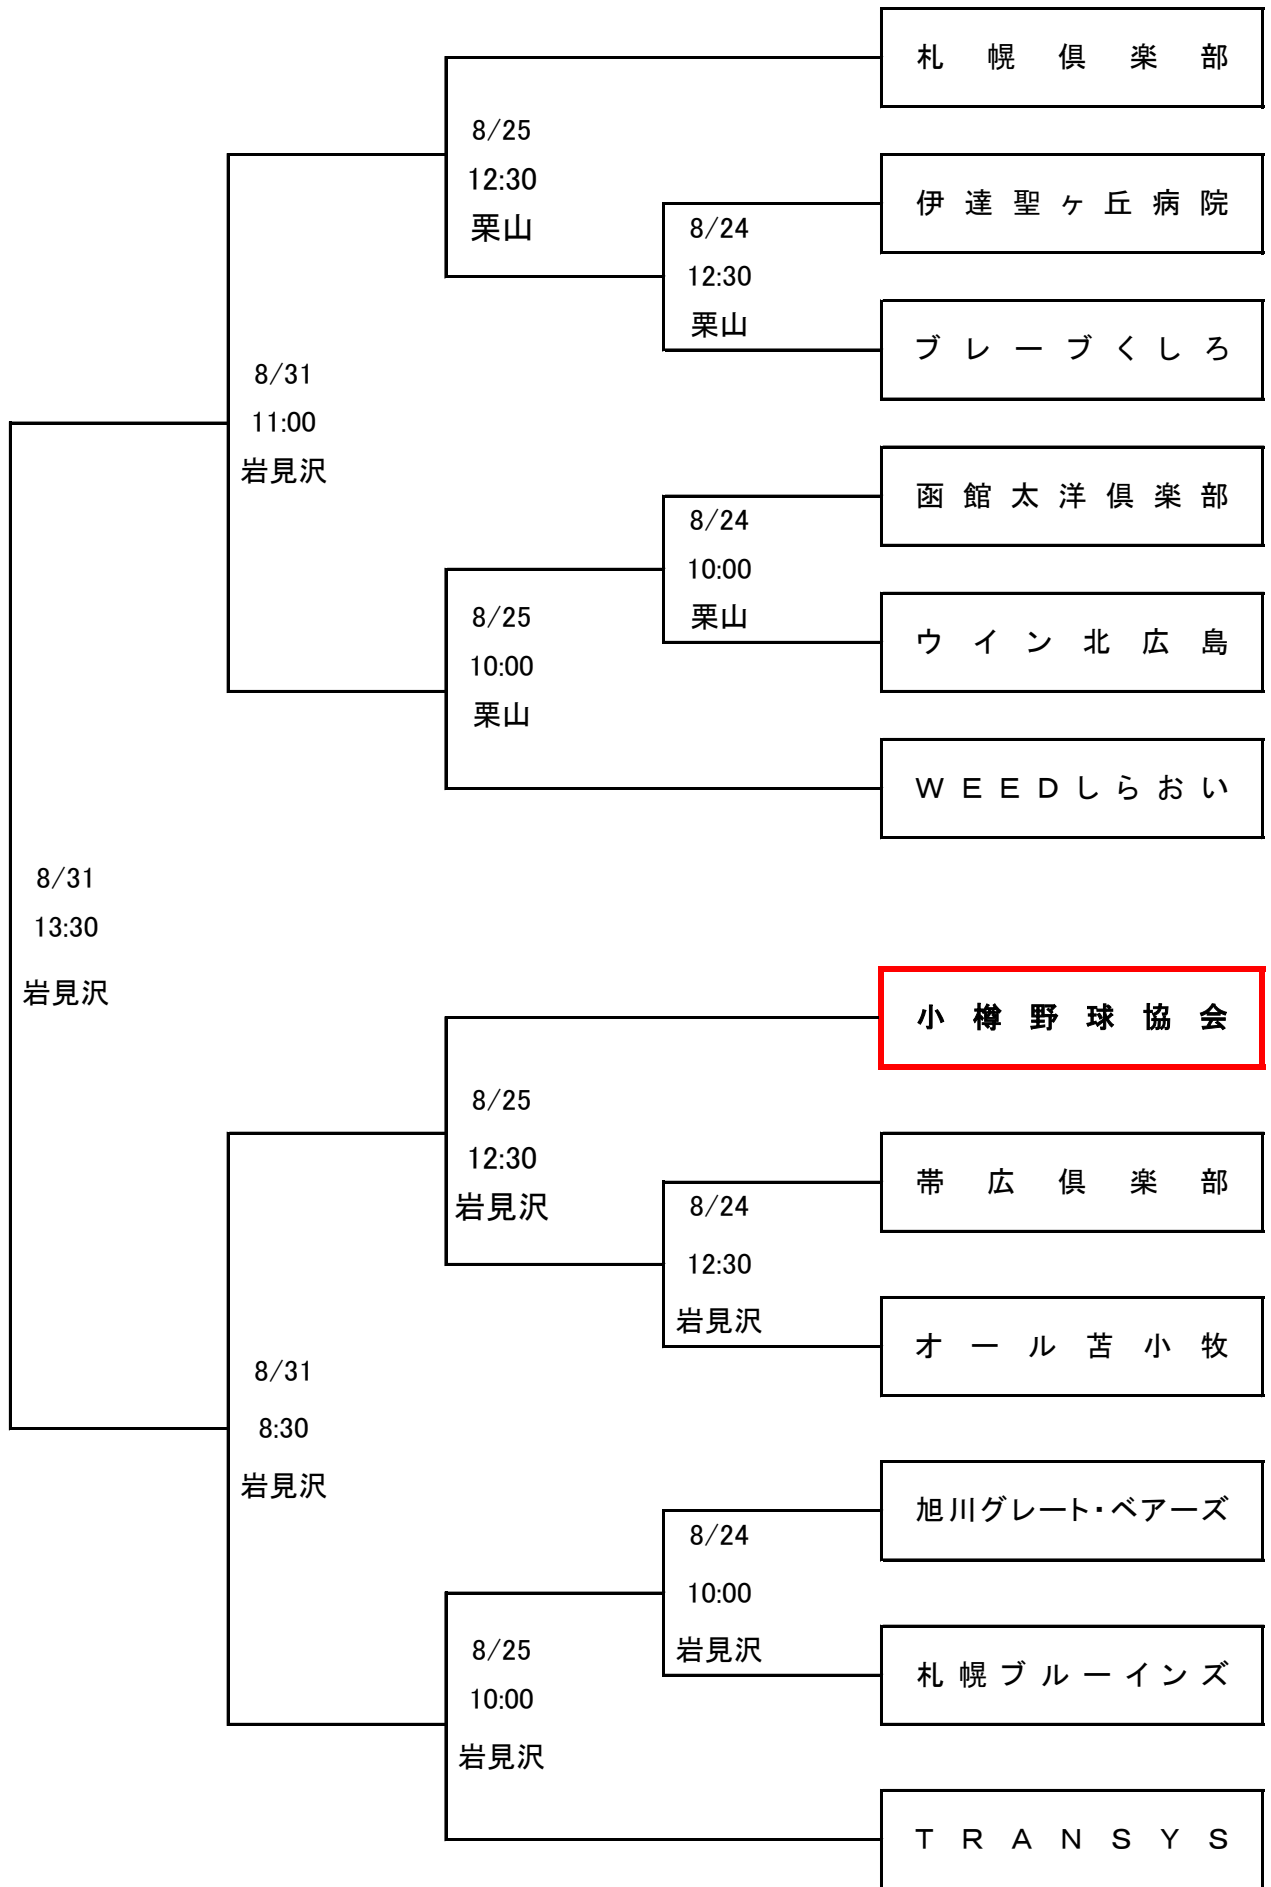 札幌倶楽部
8/25
12:30
栗山
伊達聖ヶ丘病院
8/24
12:30
栗山
ブレーブくしろ
8/31
11:00
岩見沢
函館太洋倶楽部
8/24
10:00
栗山
ウイン北広島
8/25
10:00
栗山
ＷＥＥＤしらおい
8/31
13:30
岩見沢
小樽野球協会
8/25
12:30
岩見沢
帯広倶楽部
8/24
12:30
岩見沢
オール苫小牧
8/31
8:30
岩見沢
旭川グレート・ベアーズ
8/24
10:00
岩見沢
札幌ブルーインズ
8/25
10:00
岩見沢
ＴＲＡＮＳＹＳ